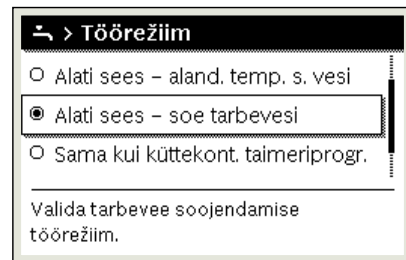 > Töörežiim
Alati sees – aland. temp. s. vesi
Alati sees – soe tarbevesi
Sama kui küttekont. taimeriprogr.
Valida tarbevee soojendamise
töörežiim.